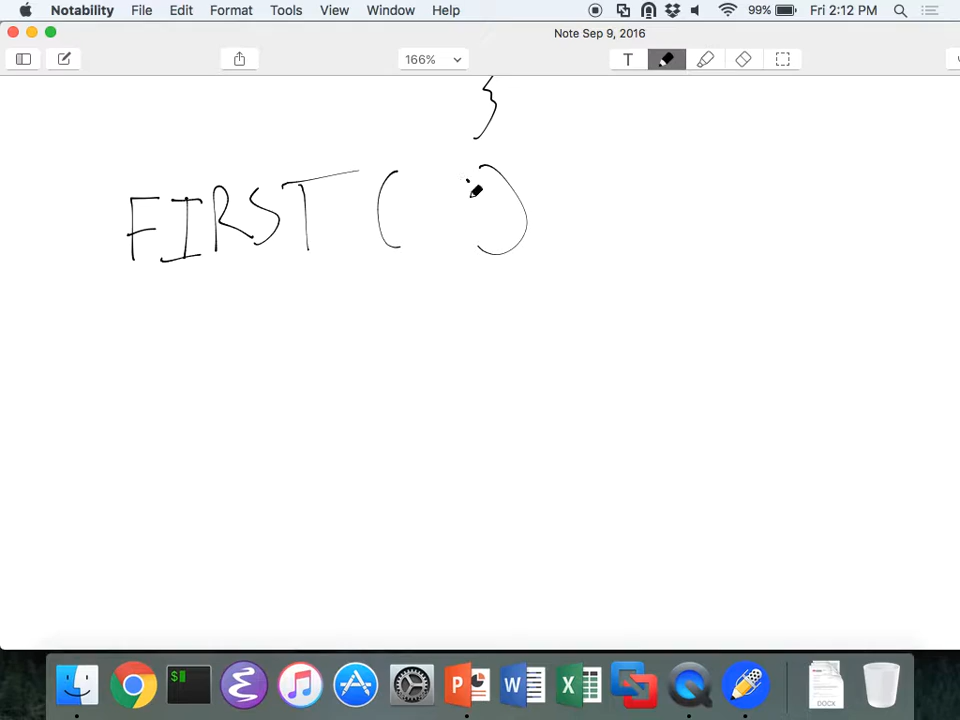 Notability File Edit Format Tools View Window Help 99% Fri 2:12 PM
Note Sep 9, 2016
166% T
}
FIRST ( )
$
P W X
DOCX